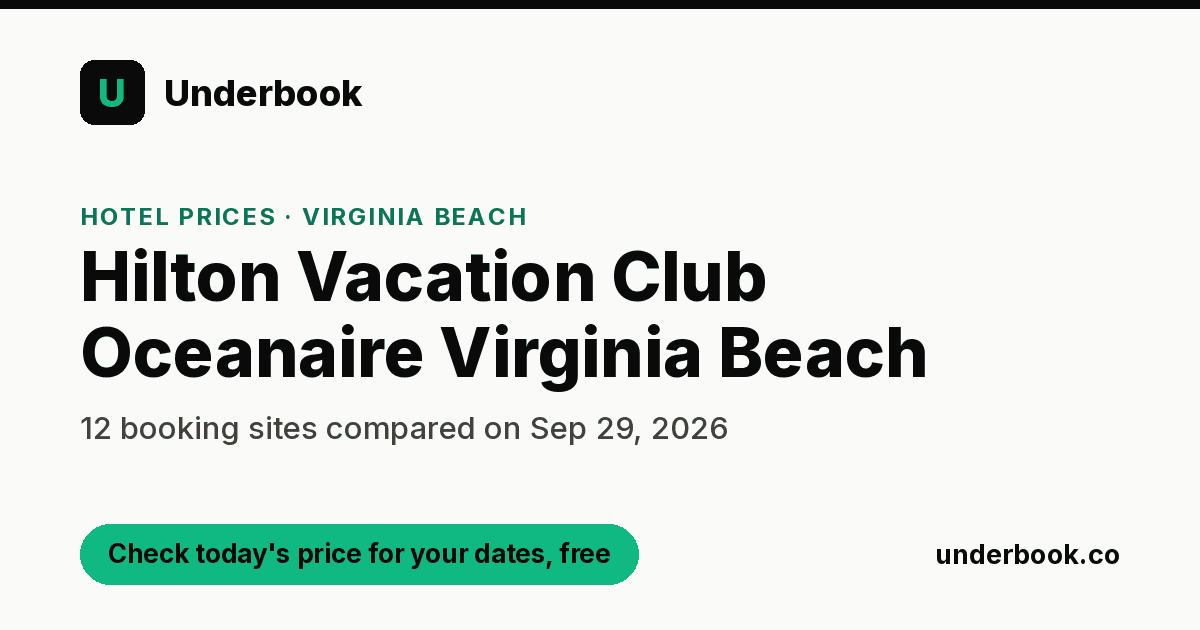 U Underbook
HOTEL PRICES · VIRGINIA BEACH
Hilton Vacation Club
Oceanaire Virginia Beach
12 booking sites compared on Sep 29, 2026
Check today's price for your dates, free
underbook.co